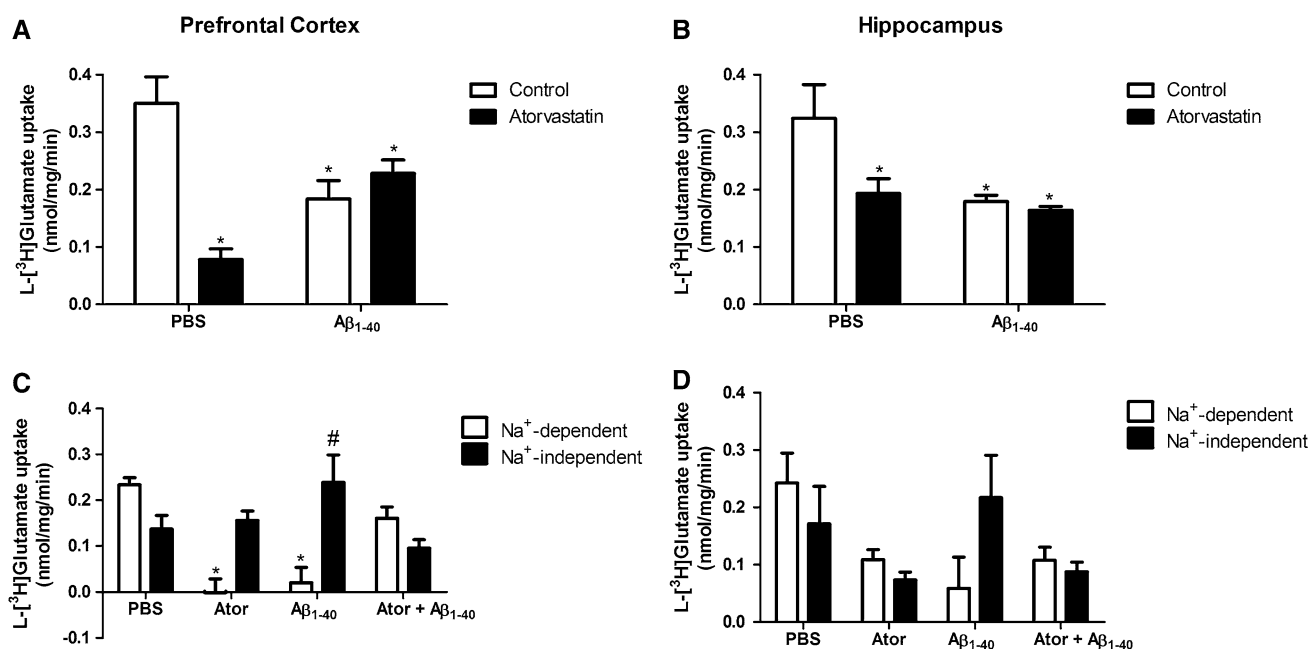 A
Prefrontal Cortex
L-[³H]Glutamate uptake
(nmol/mg/min)
0.4
0.3
0.2
0.1
0.0
*
*
*
PBS
Aβ₁₋₄₀
Control
Atorvastatin
B
Hippocampus
L-[³H]Glutamate uptake
(nmol/mg/min)
0.4
0.3
0.2
0.1
0.0
*
*
*
PBS
Aβ₁₋₄₀
Control
Atorvastatin
C
L-[³H]Glutamate uptake
(nmol/mg/min)
0.4
0.3
0.2
0.1
0.0
-0.1
*
*
#
PBS
Ator
Aβ₁₋₄₀
Ator + Aβ₁₋₄₀
Na⁺-dependent
Na⁺-independent
D
L-[³H]Glutamate uptake
(nmol/mg/min)
0.4
0.3
0.2
0.1
0.0
PBS
Ator
Aβ₁₋₄₀
Ator + Aβ₁₋₄₀
Na⁺-dependent
Na⁺-independent